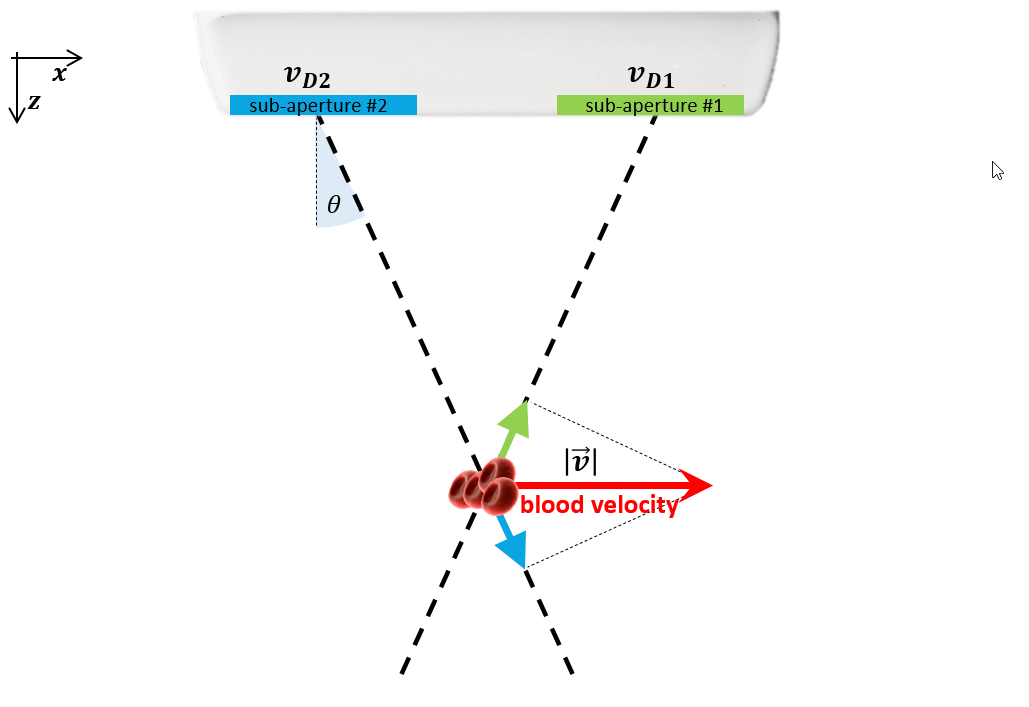 x
z
v_D2
v_D1
sub-aperture #2
sub-aperture #1
θ
|v⃗|
blood velocity